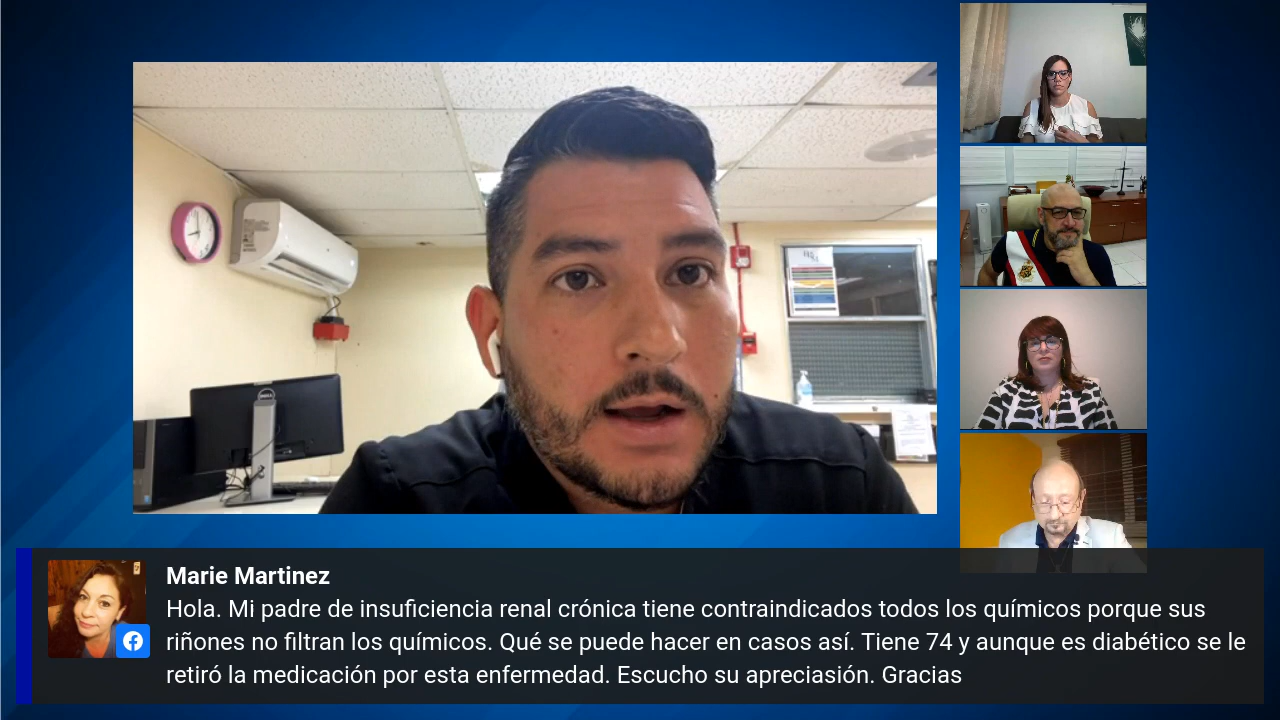 Marie Martinez
Hola. Mi padre de insuficiencia renal crónica tiene contraindicados todos los químicos porque sus
riñones no filtran los químicos. Qué se puede hacer en casos así. Tiene 74 y aunque es diabético se le
retiró la medicación por esta enfermedad. Escucho su apreciasión. Gracias